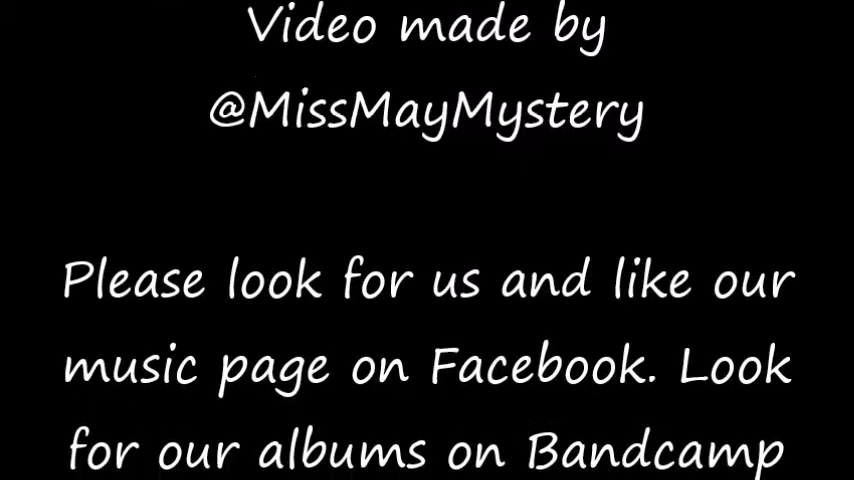 Video made by
@MissMayMystery
Please look for us and like our
music page on Facebook. Look
for our albums on Bandcamp